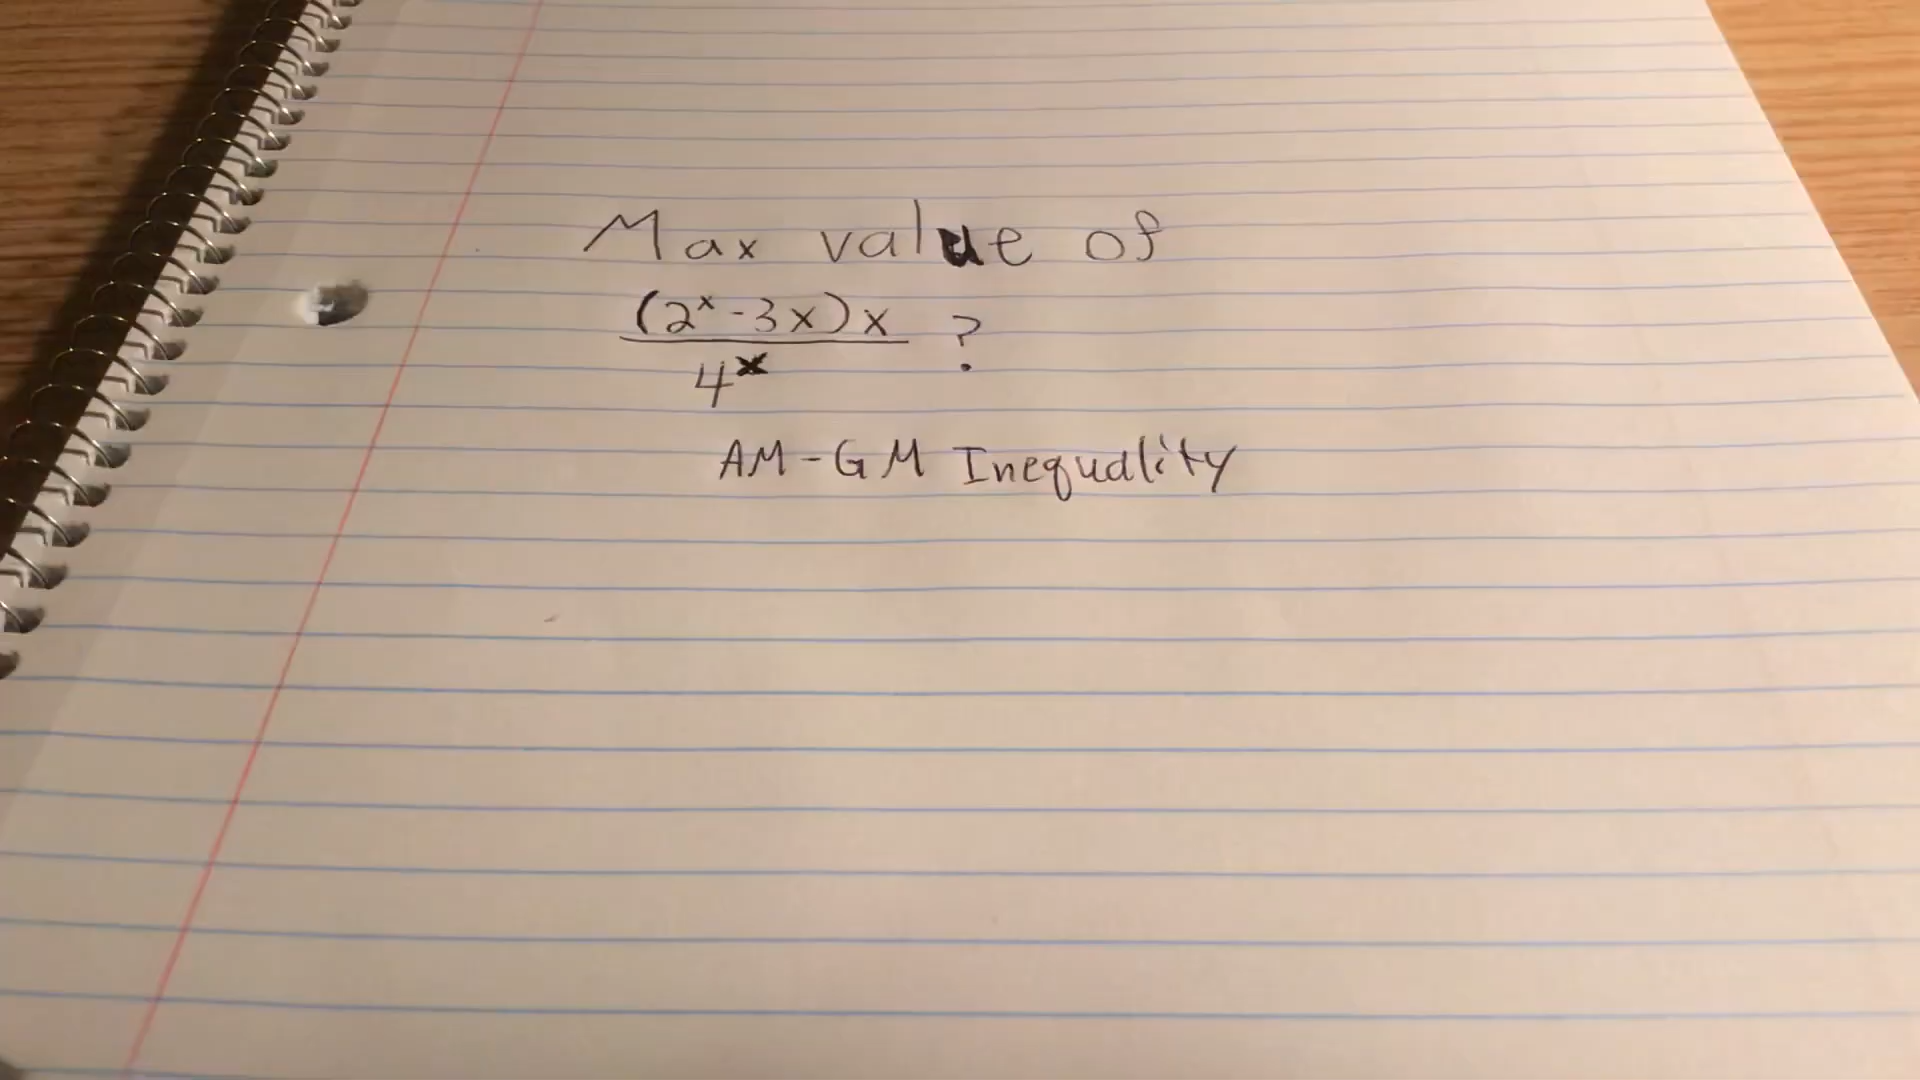 Max value of
(2^x - 3x)x / 4^x ?
AM-GM Inequality